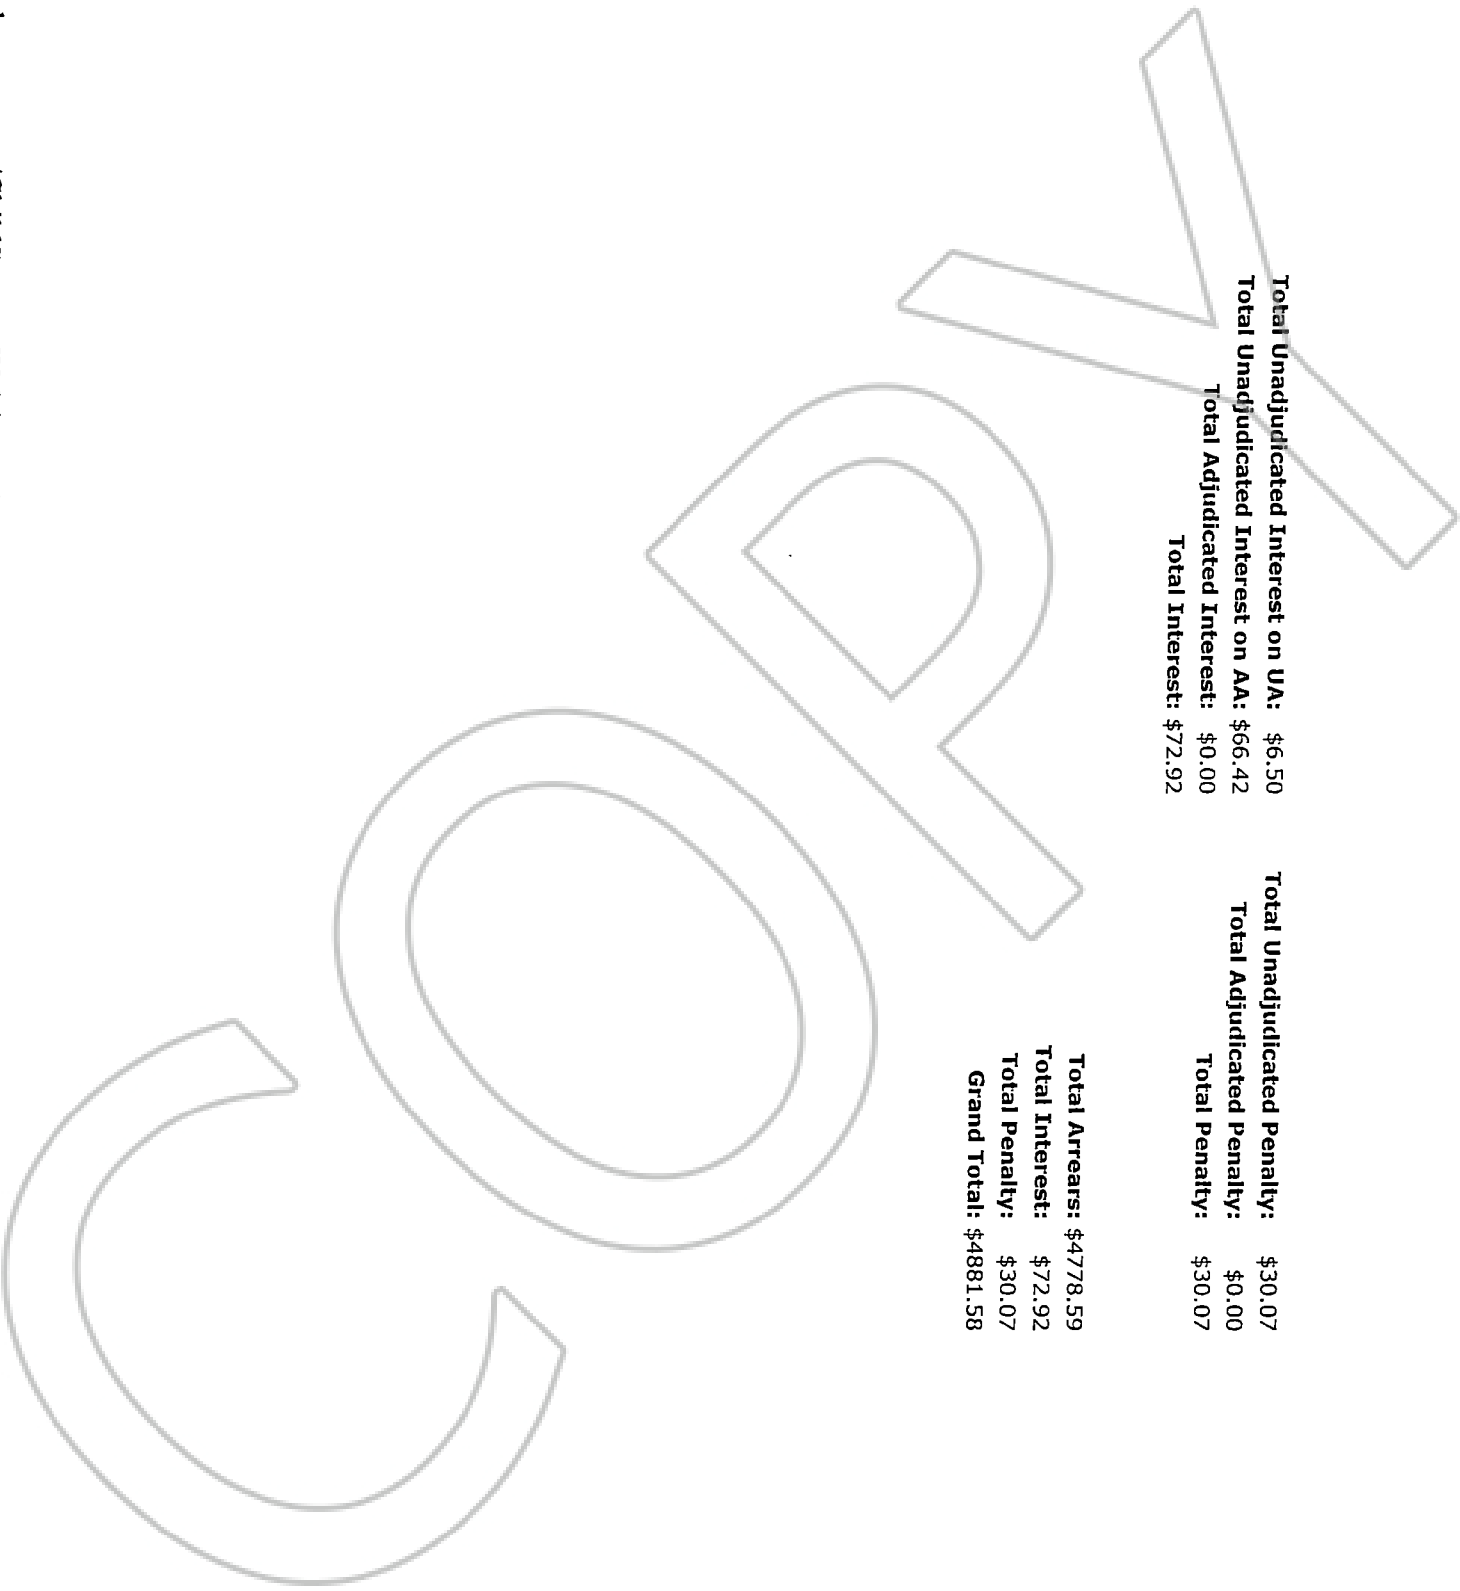 Total Unadjudicated Interest on UA: $6.50
Total Unadjudicated Interest on AA: $66.42
Total Adjudicated Interest: $0.00
Total Interest: $72.92
Total Unadjudicated Penalty: $30.07
Total Adjudicated Penalty: $0.00
Total Penalty: $30.07
Total Arrears: $4778.59
Total Interest: $72.92
Total Penalty: $30.07
Grand Total: $4881.58
COPY